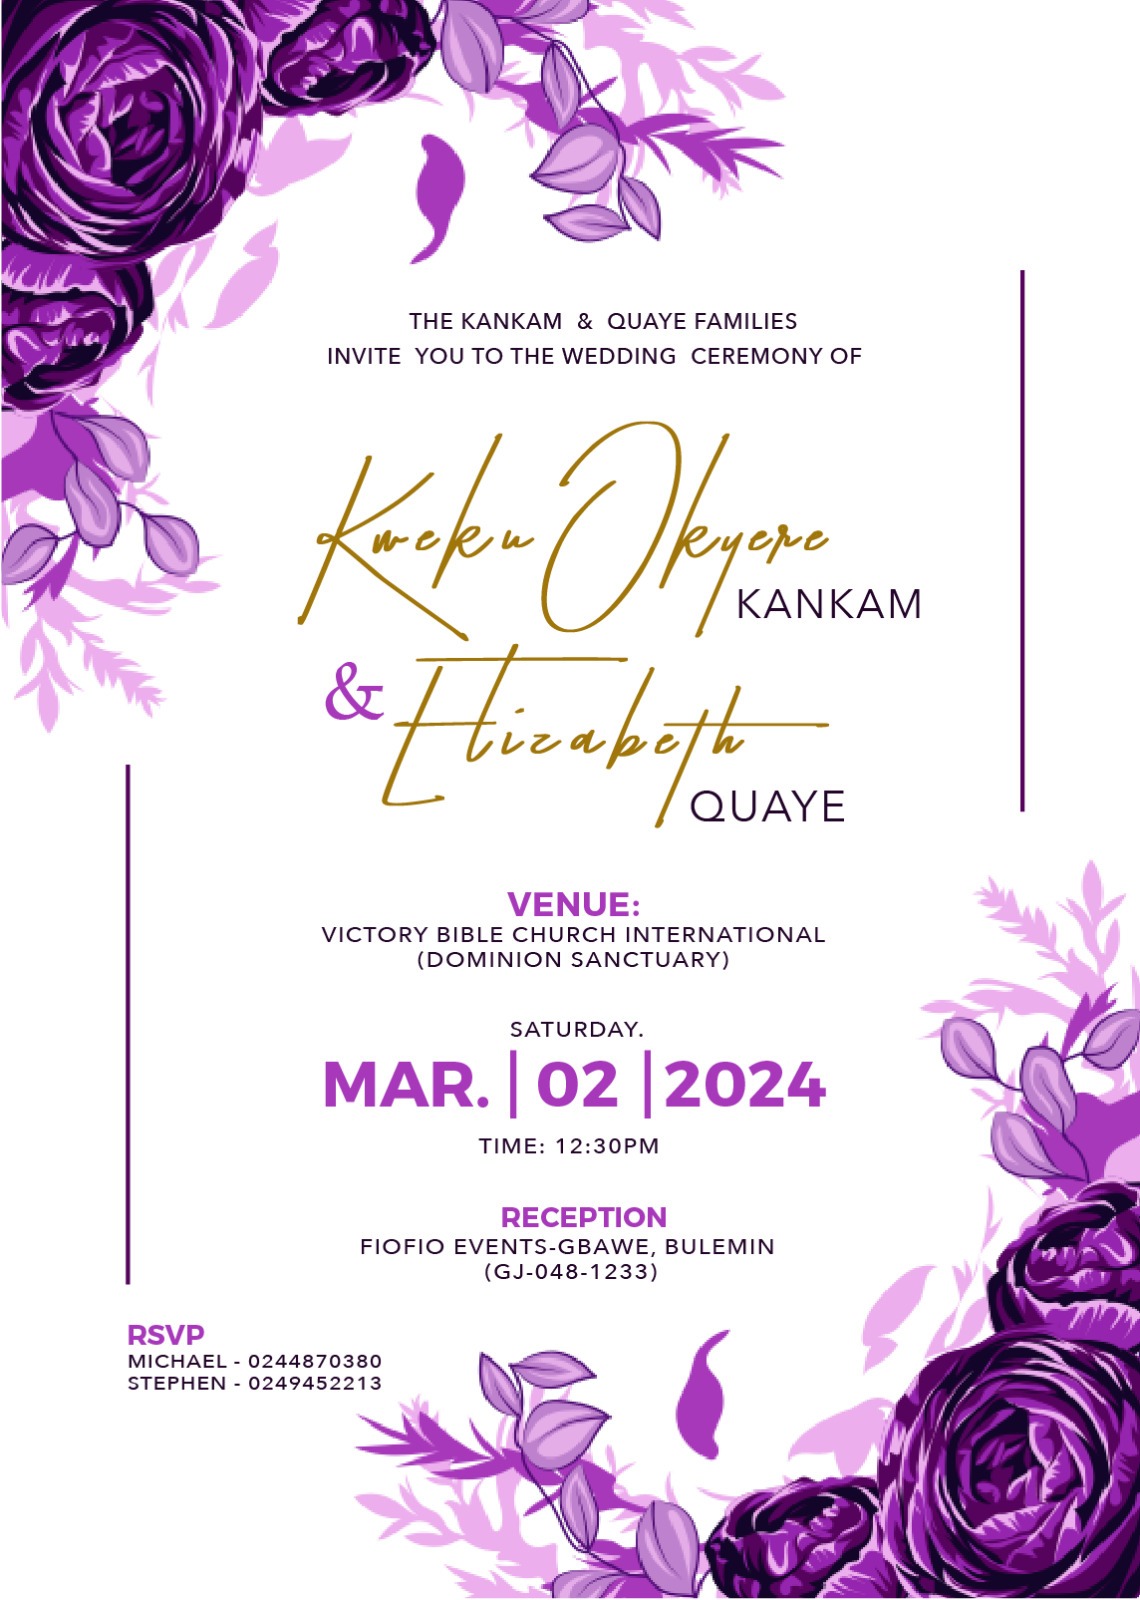 THE KANKAM & QUAYE FAMILIES
INVITE YOU TO THE WEDDING CEREMONY OF
Kweku Okyere
KANKAM
& Elizabeth
QUAYE
VENUE:
VICTORY BIBLE CHURCH INTERNATIONAL
(DOMINION SANCTUARY)
SATURDAY.
MAR. | 02 | 2024
TIME: 12:30PM
RECEPTION
FIOFIO EVENTS-GBAWE, BULEMIN
(GJ-048-1233)
RSVP
MICHAEL - 0244870380
STEPHEN - 0249452213